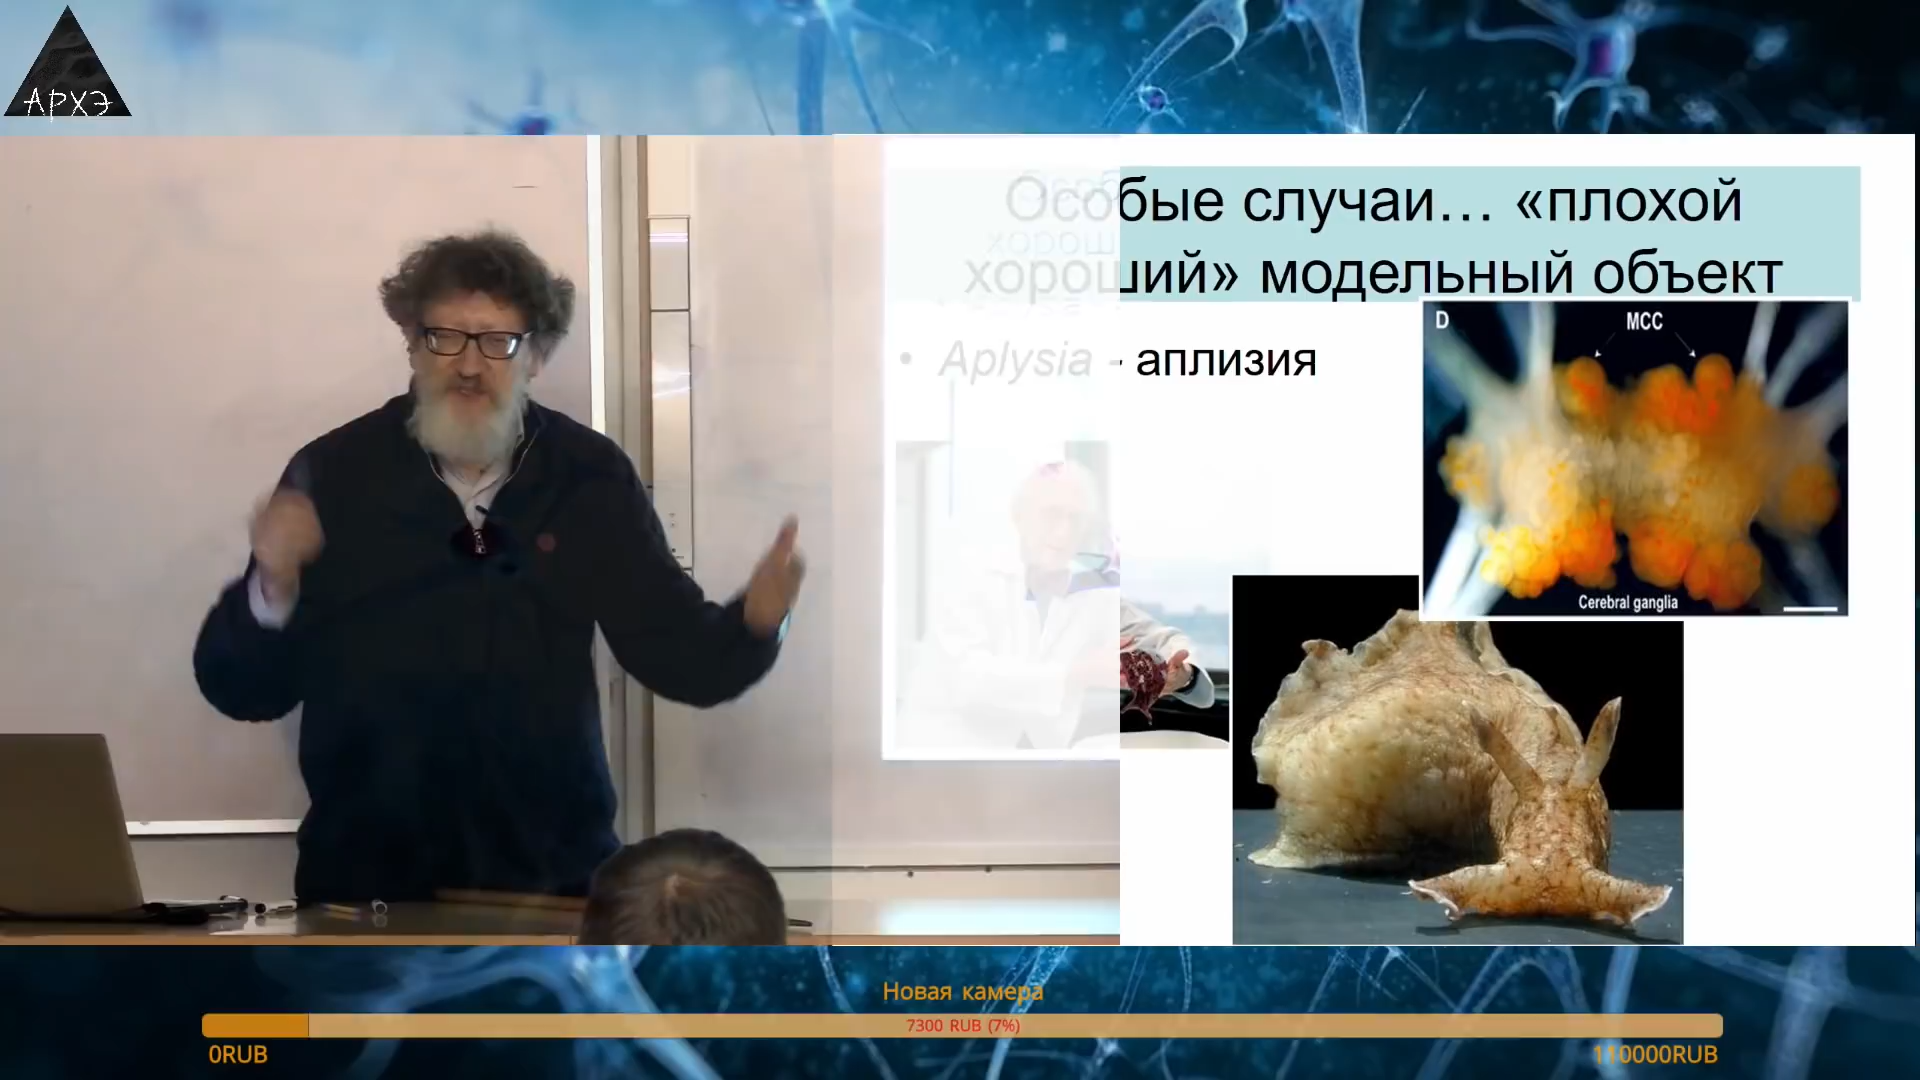 АРХЭ
Особые случаи... «плохой
хороший» модельный объект
• Aplysia - аплизия
D
MCC
Cerebral ganglia
Новая камера
7300 RUB (7%)
0RUB
110000RUB